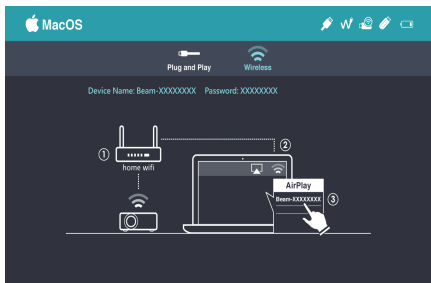 MacOS
Plug and Play
Wireless
Device Name: Beam-XXXXXXXX Password: XXXXXXXX
①
②
home wifi
AirPlay
Beam-XXXXXXXX
③